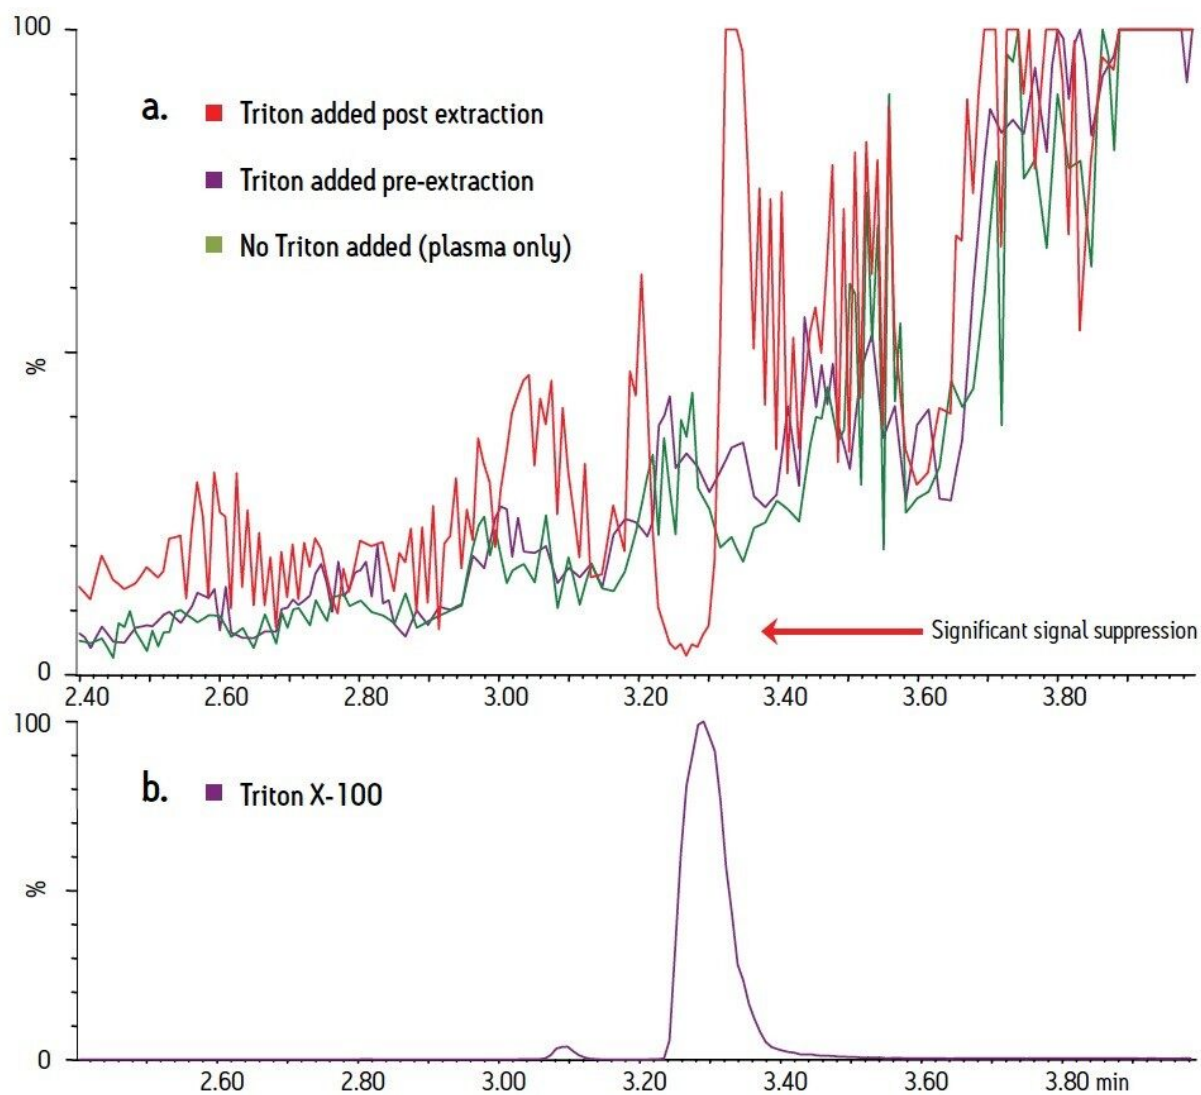 100
a.
Triton added post extraction
Triton added pre-extraction
No Triton added (plasma only)
%
Significant signal suppression
0
2.40 2.60 2.80 3.00 3.20 3.40 3.60 3.80
100
b.
Triton X-100
%
0
2.60 2.80 3.00 3.20 3.40 3.60 3.80 min